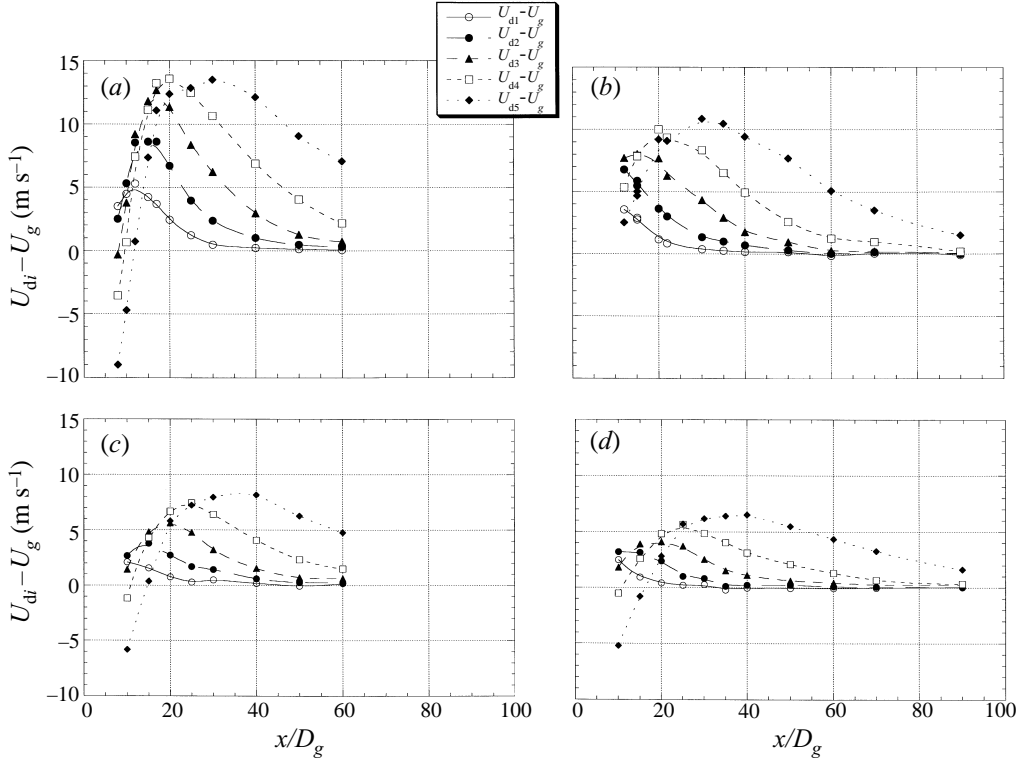 U_d1–U_g
U_d2–U_g
U_d3–U_g
U_d4–U_g
U_d5–U_g
(a)
15
10
5
0
–5
–10
U_di – U_g (m s⁻¹)
(b)
(c)
15
10
5
0
–5
–10
U_di – U_g (m s⁻¹)
0 20 40 60 80 100
x/D_g
(d)
0 20 40 60 80 100
x/D_g